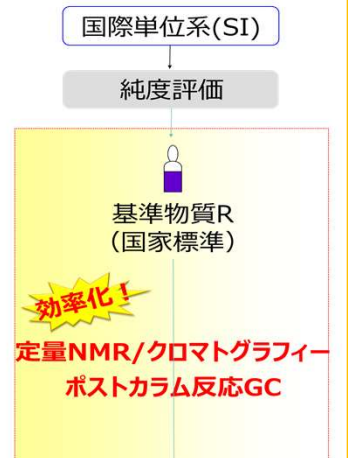 国際単位系(SI)
純度評価
基準物質R
（国家標準）
効率化！
定量NMR/クロマトグラフィー
ポストカラム反応GC